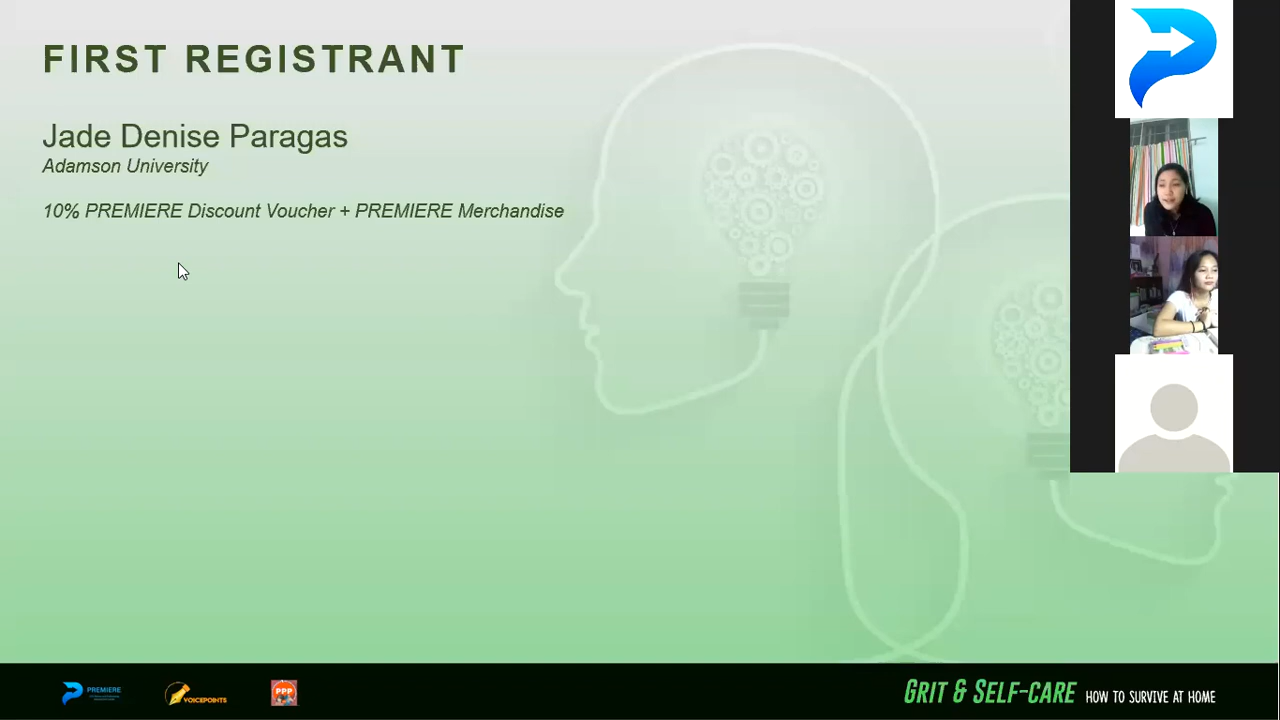 FIRST REGISTRANT
Jade Denise Paragas
Adamson University
10% PREMIERE Discount Voucher + PREMIERE Merchandise
PREMIERE
VOICEPOINTS
PPP
GRIT & SELF-CARE HOW TO SURVIVE AT HOME